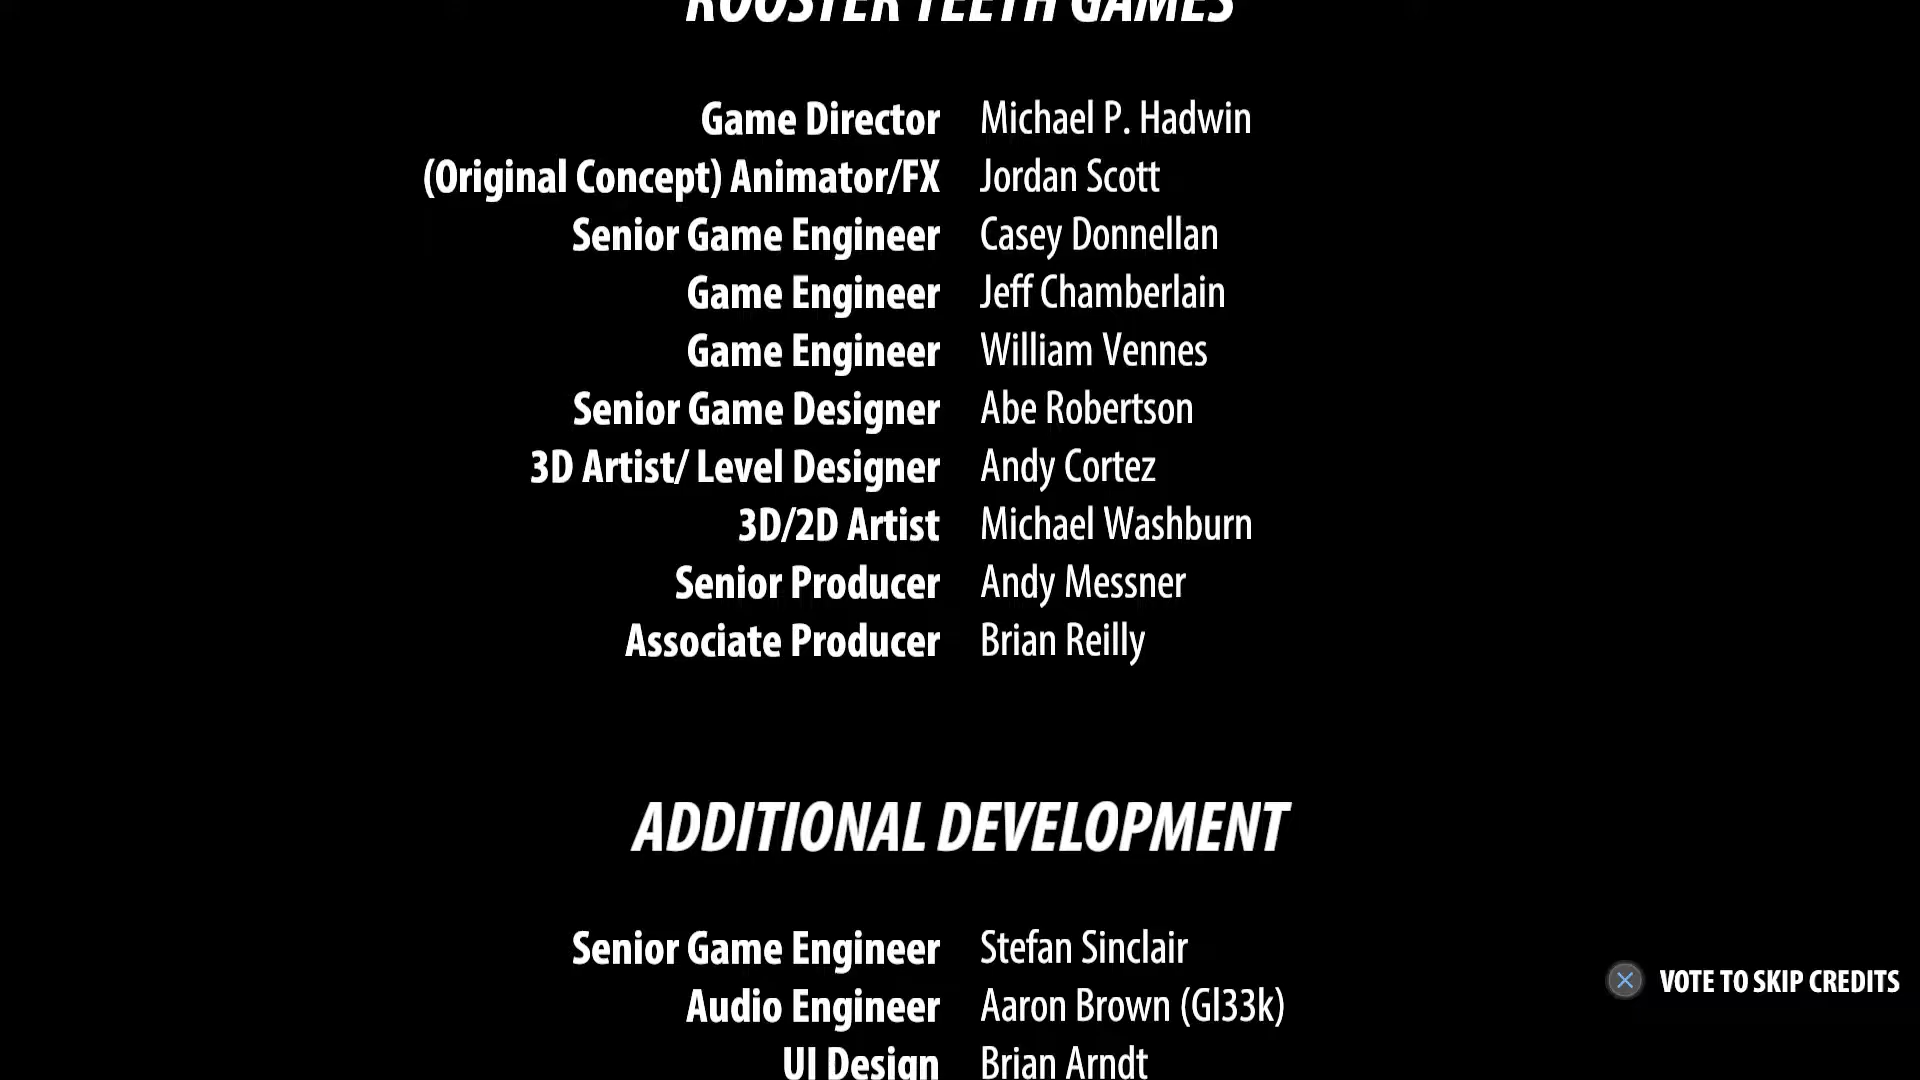 ROOSTER TEETH GAMES
Game Director Michael P. Hadwin
(Original Concept) Animator/FX Jordan Scott
Senior Game Engineer Casey Donnellan
Game Engineer Jeff Chamberlain
Game Engineer William Vennes
Senior Game Designer Abe Robertson
3D Artist/ Level Designer Andy Cortez
3D/2D Artist Michael Washburn
Senior Producer Andy Messner
Associate Producer Brian Reilly
ADDITIONAL DEVELOPMENT
Senior Game Engineer Stefan Sinclair
Audio Engineer Aaron Brown (Gl33k)
UI Design Brian Arndt
VOTE TO SKIP CREDITS